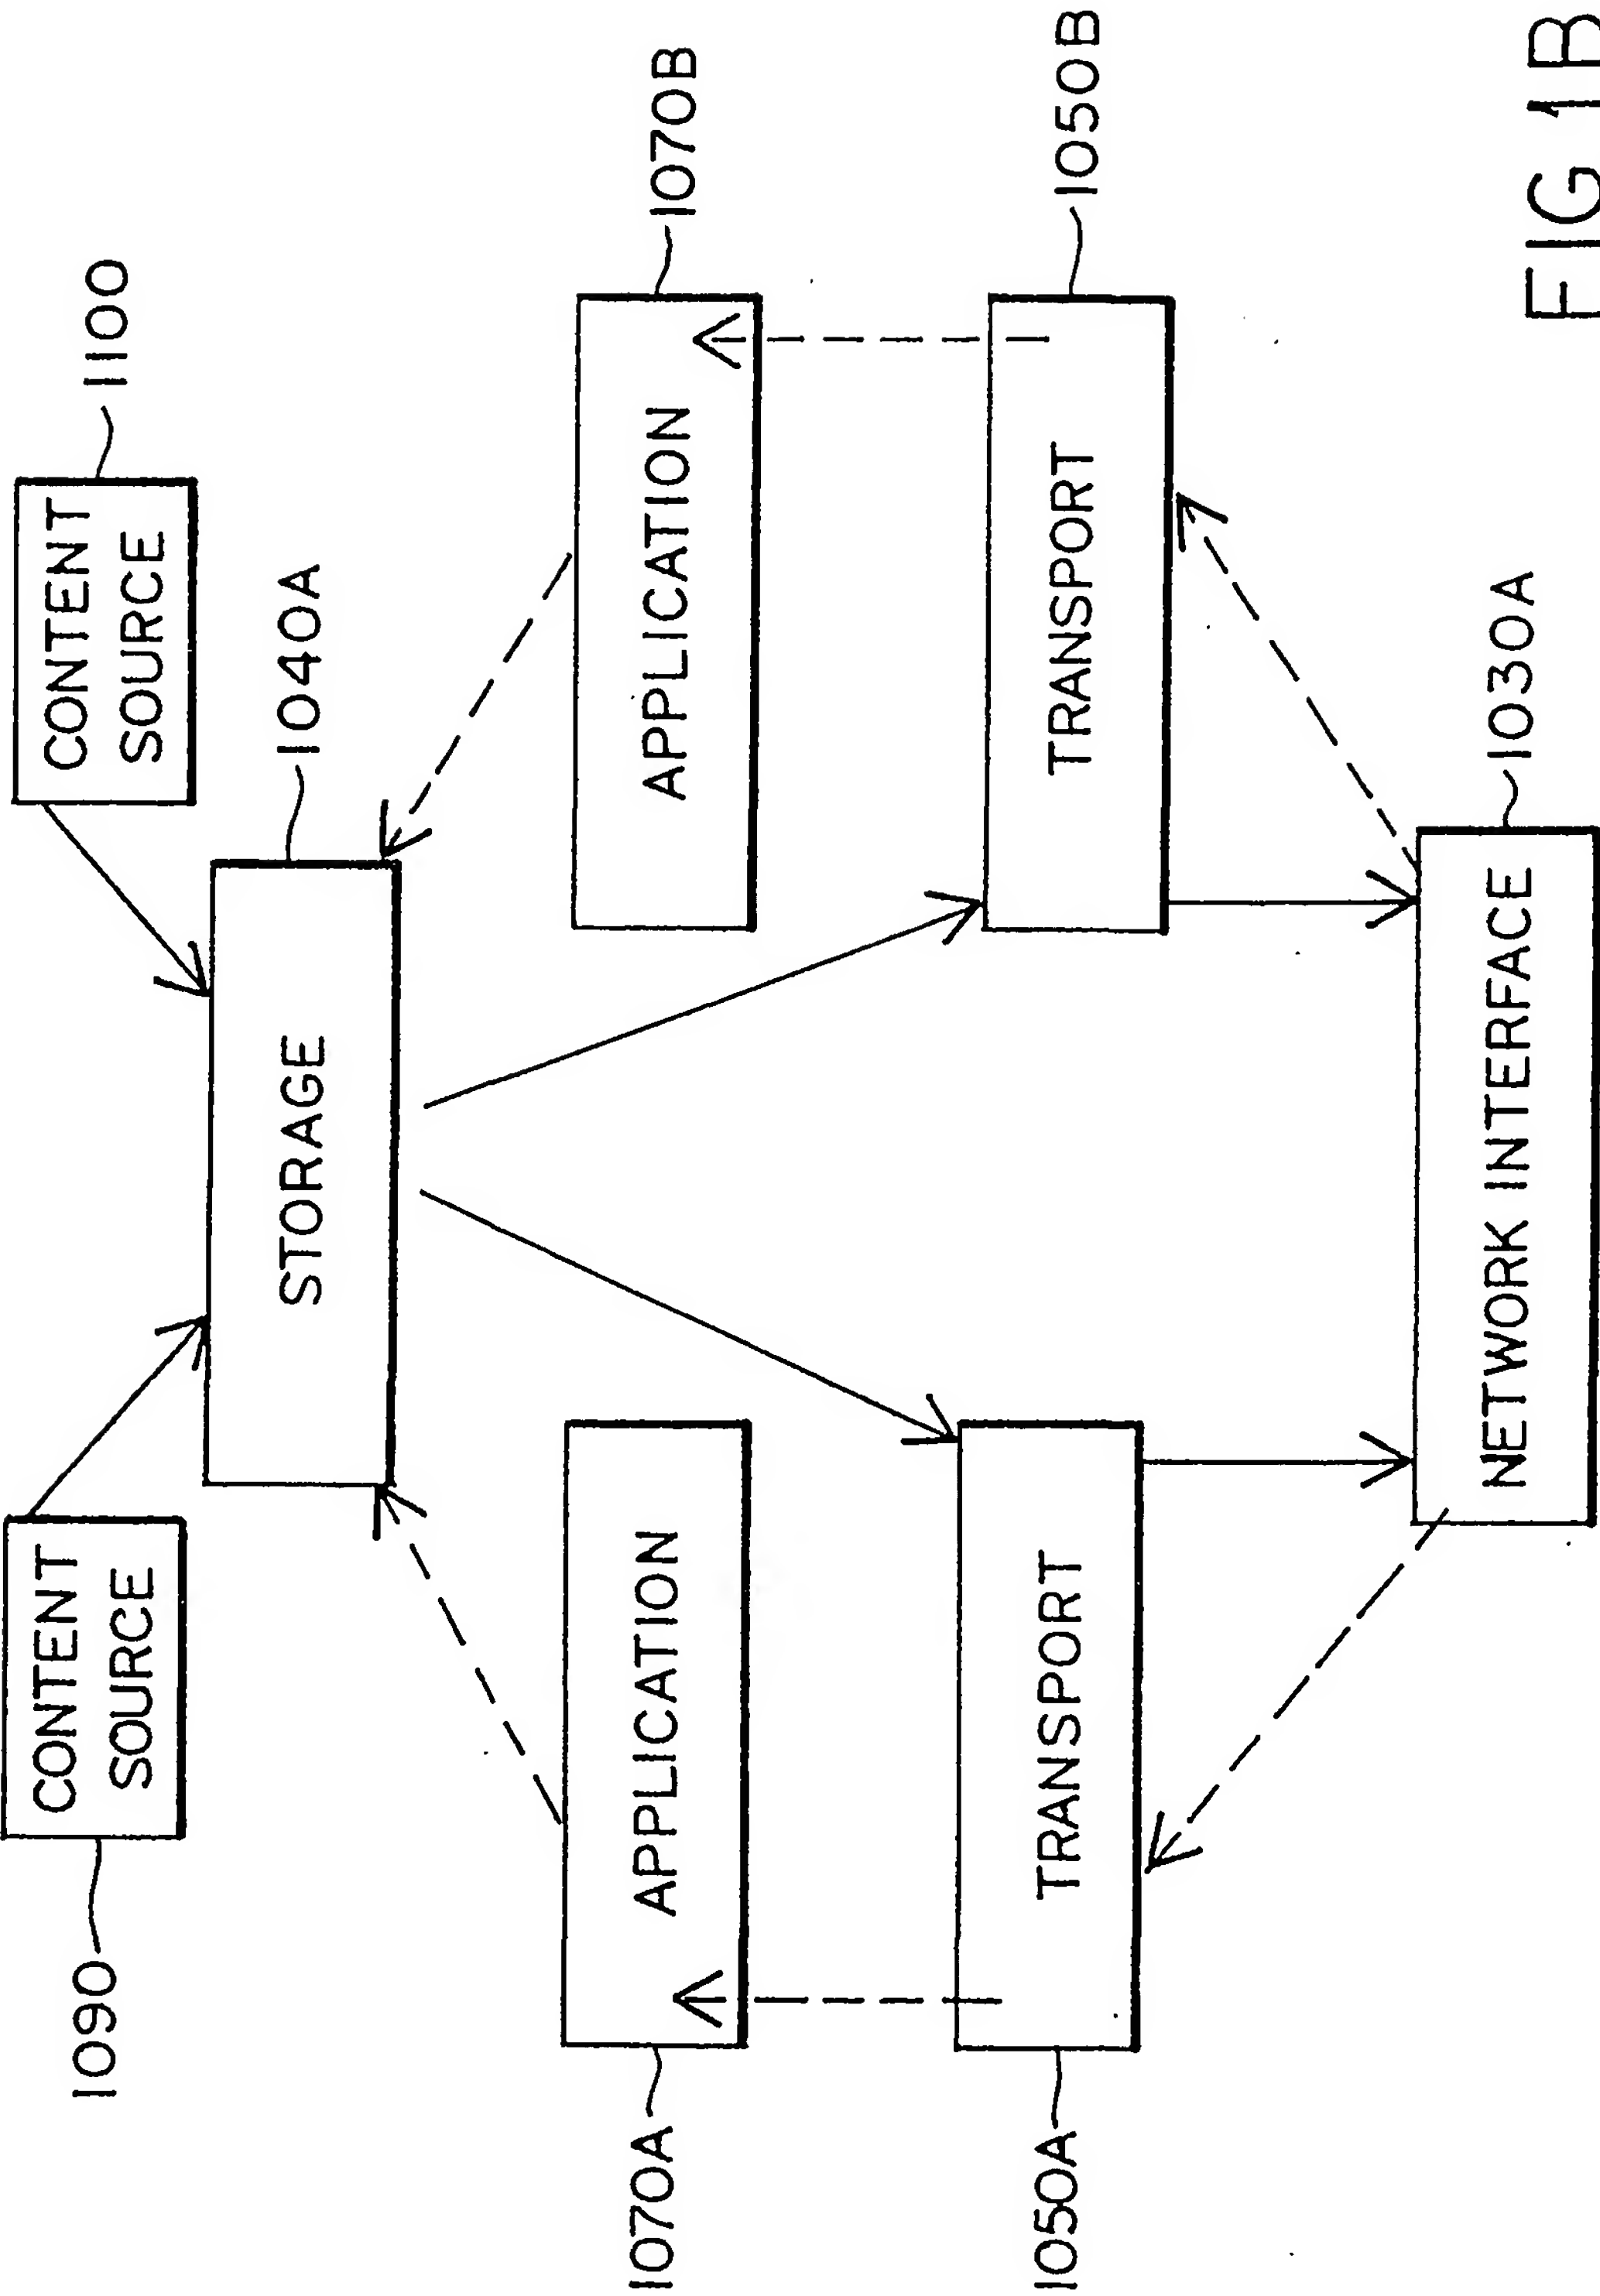 1090
CONTENT
SOURCE
CONTENT
SOURCE
1100
STORAGE
1040A
1070A
APPLICATION
APPLICATION
1070B
1050A
TRANSPORT
TRANSPORT
1050B
NETWORK INTERFACE
1030A
FIG 1B